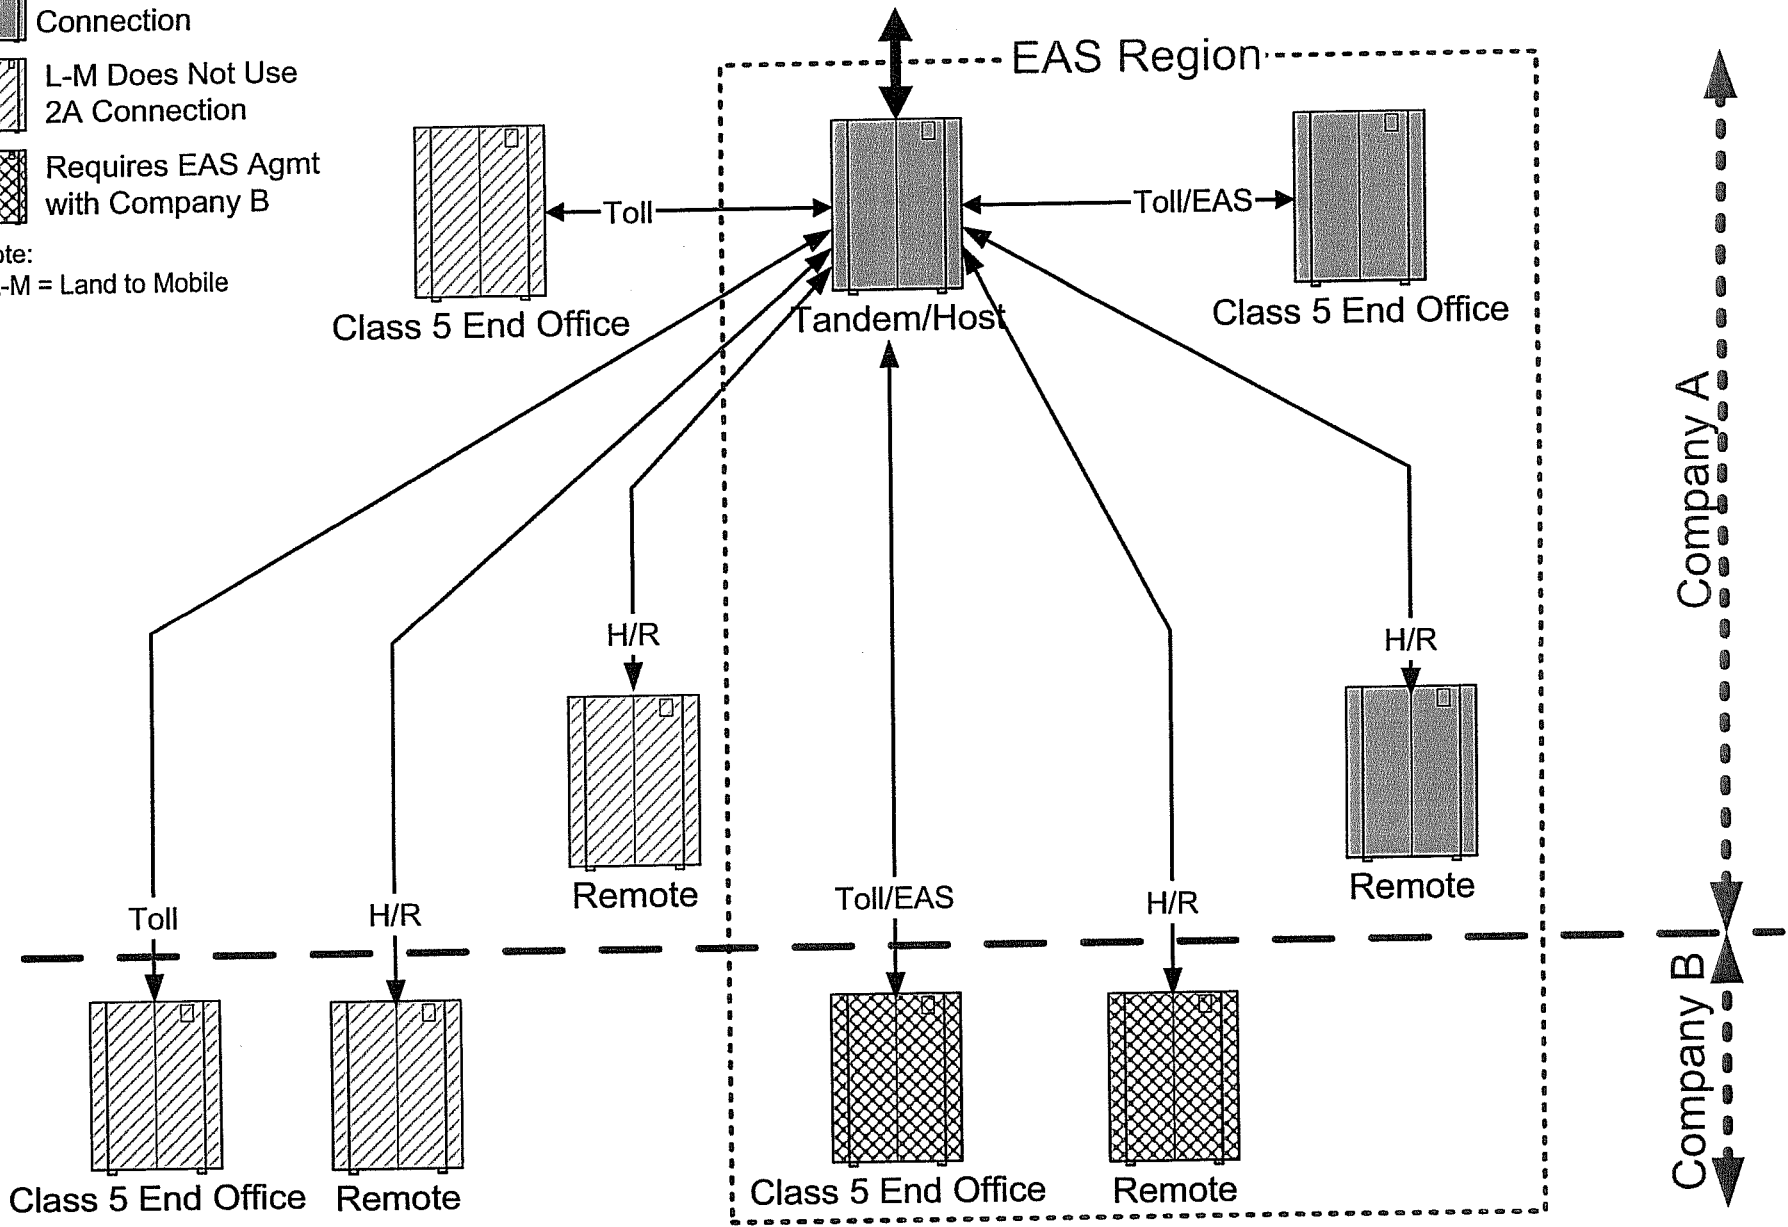 Connection
L-M Does Not Use
2A Connection
Requires EAS Agmt
with Company B
-M = Land to Mobile
EAS Region
Toll
Toll/EAS
Class 5 End Office
Tandem/Host
Class 5 End Office
Company A
H/R
H/R
Remote
Remote
Toll
H/R
Toll/EAS
H/R
Company B
Class 5 End Office
Remote
Class 5 End Office
Remote